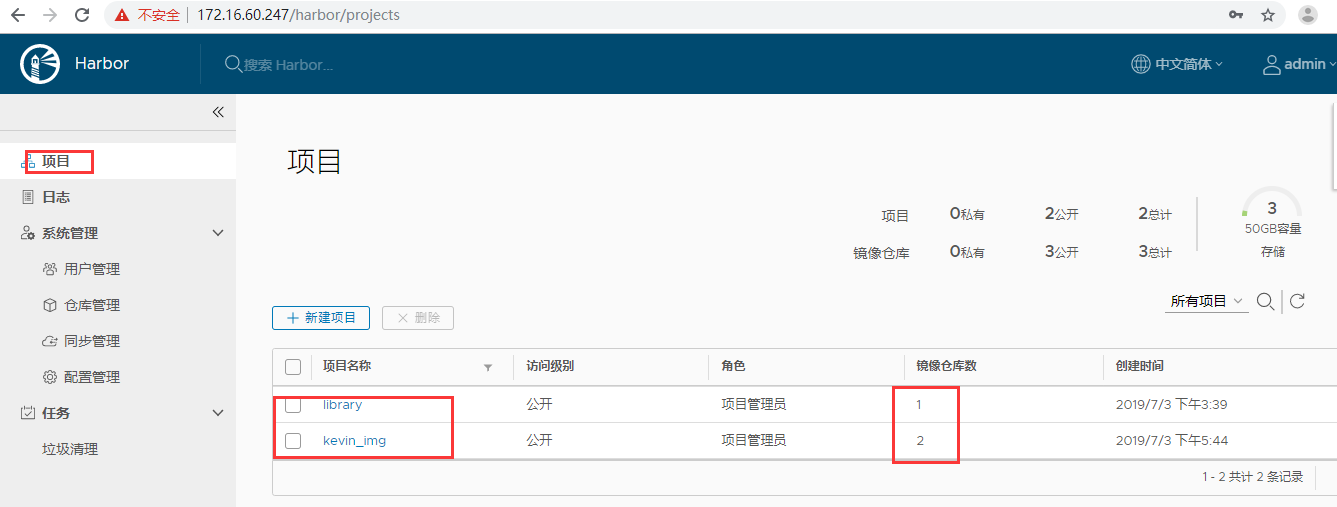 不安全 | 172.16.60.247/harbor/projects
Harbor
搜索 Harbor...
中文简体
admin
项目
日志
系统管理
用户管理
仓库管理
同步管理
配置管理
任务
垃圾清理
项目
项目 0私有 2公开 2总计
镜像仓库 0私有 3公开 3总计
3
50GB容量
存储
所有项目
新建项目 删除
项目名称 访问级别 角色 镜像仓库数 创建时间
library 公开 项目管理员 1 2019/7/3 下午3:39
kevin_img 公开 项目管理员 2 2019/7/3 下午5:44
1 - 2 共计 2 条记录